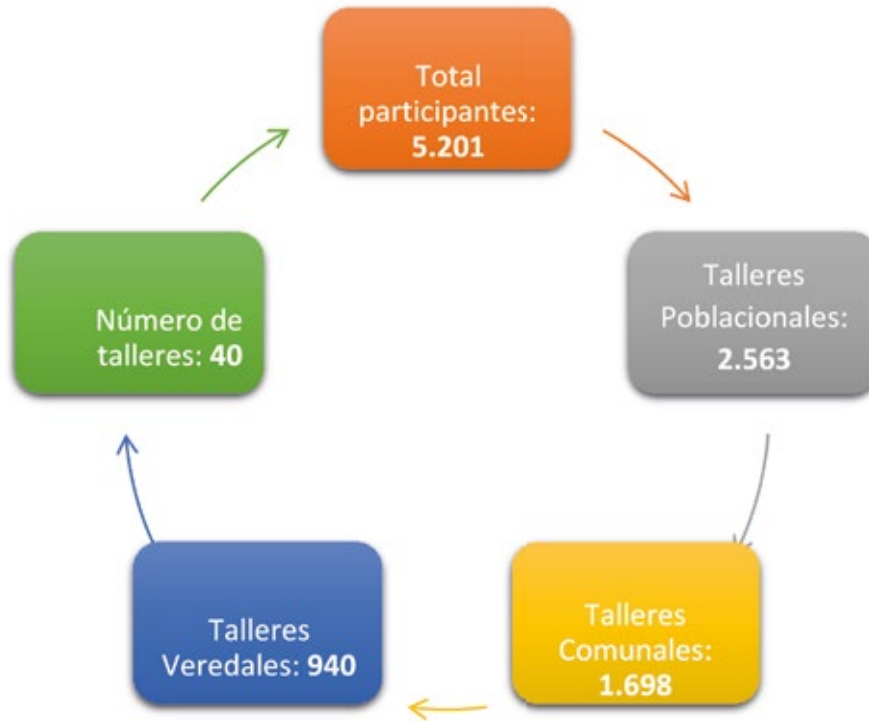 Total
participantes:
5.201
Talleres
Poblacionales:
2.563
Talleres
Comunales:
1.698
Talleres
Veredales: 940
Número de
talleres: 40